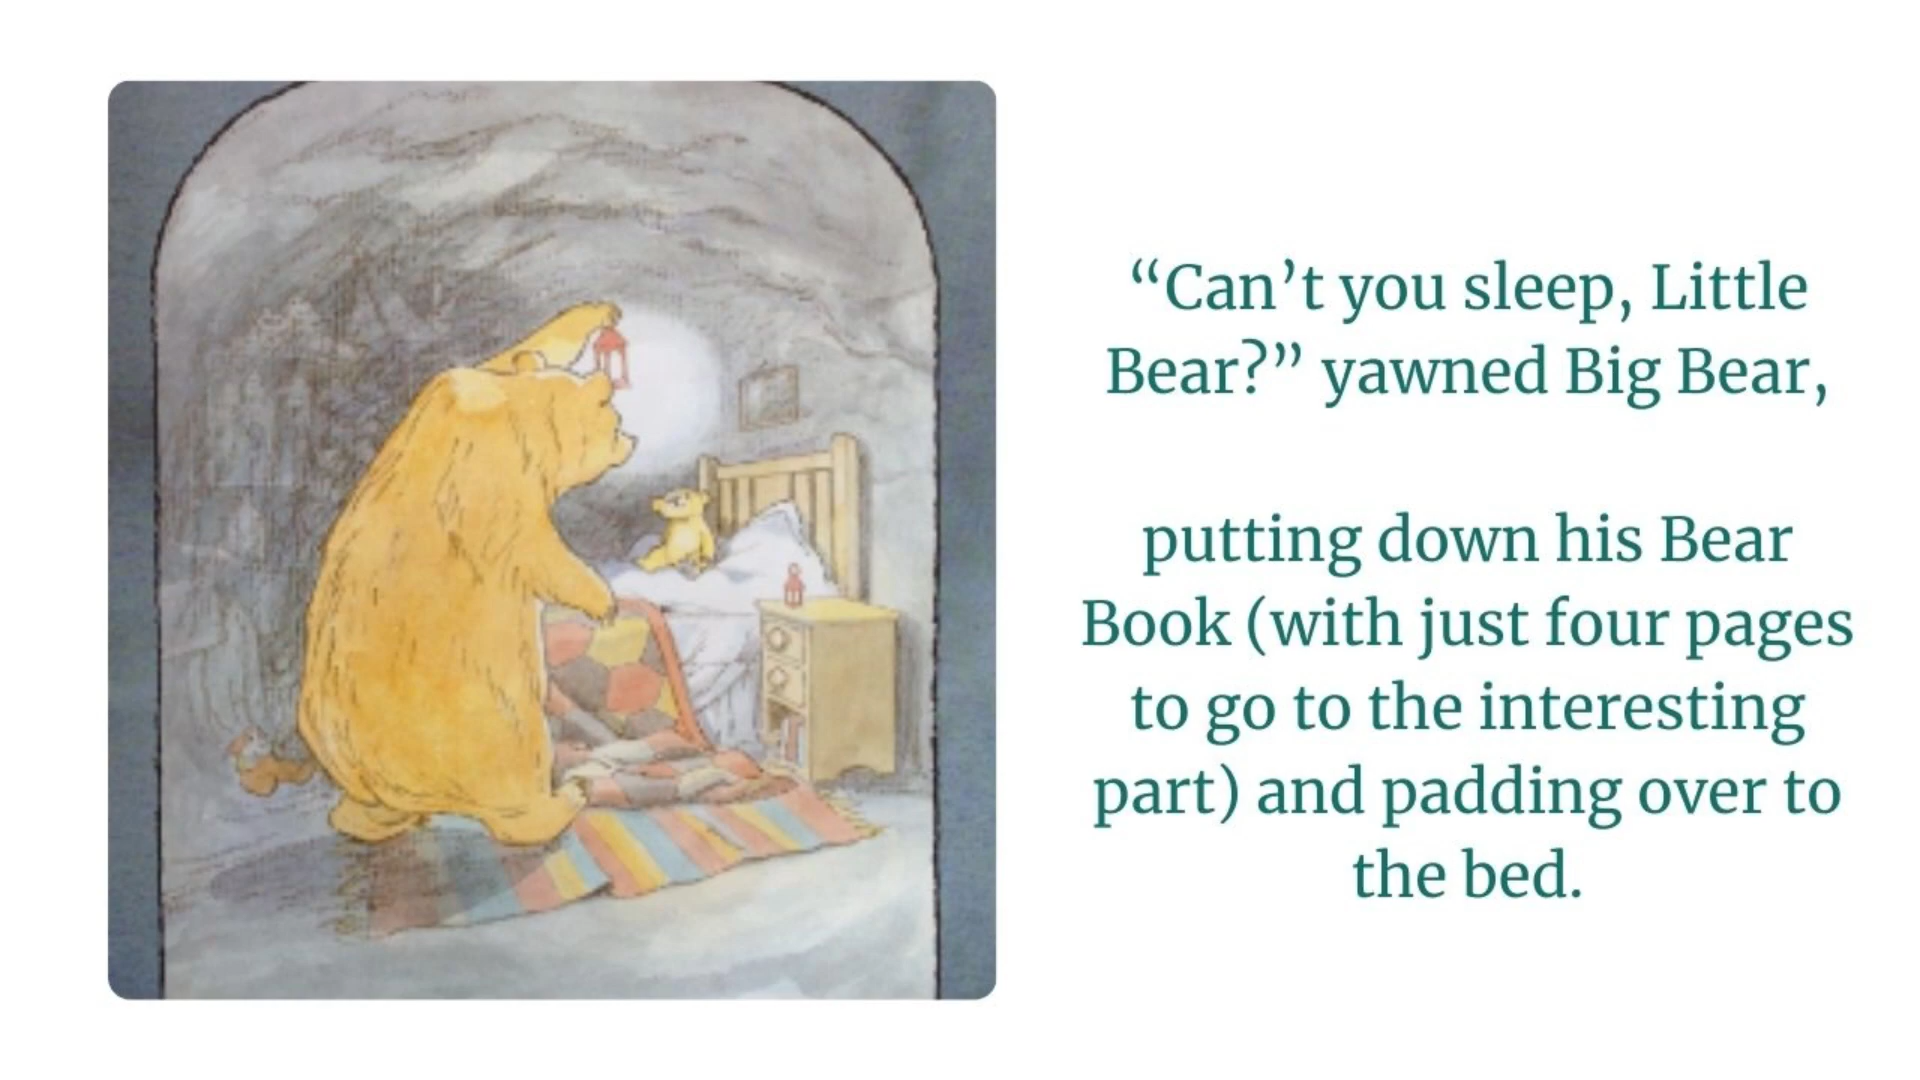 “Can’t you sleep, Little
Bear?” yawned Big Bear,
putting down his Bear
Book (with just four pages
to go to the interesting
part) and padding over to
the bed.